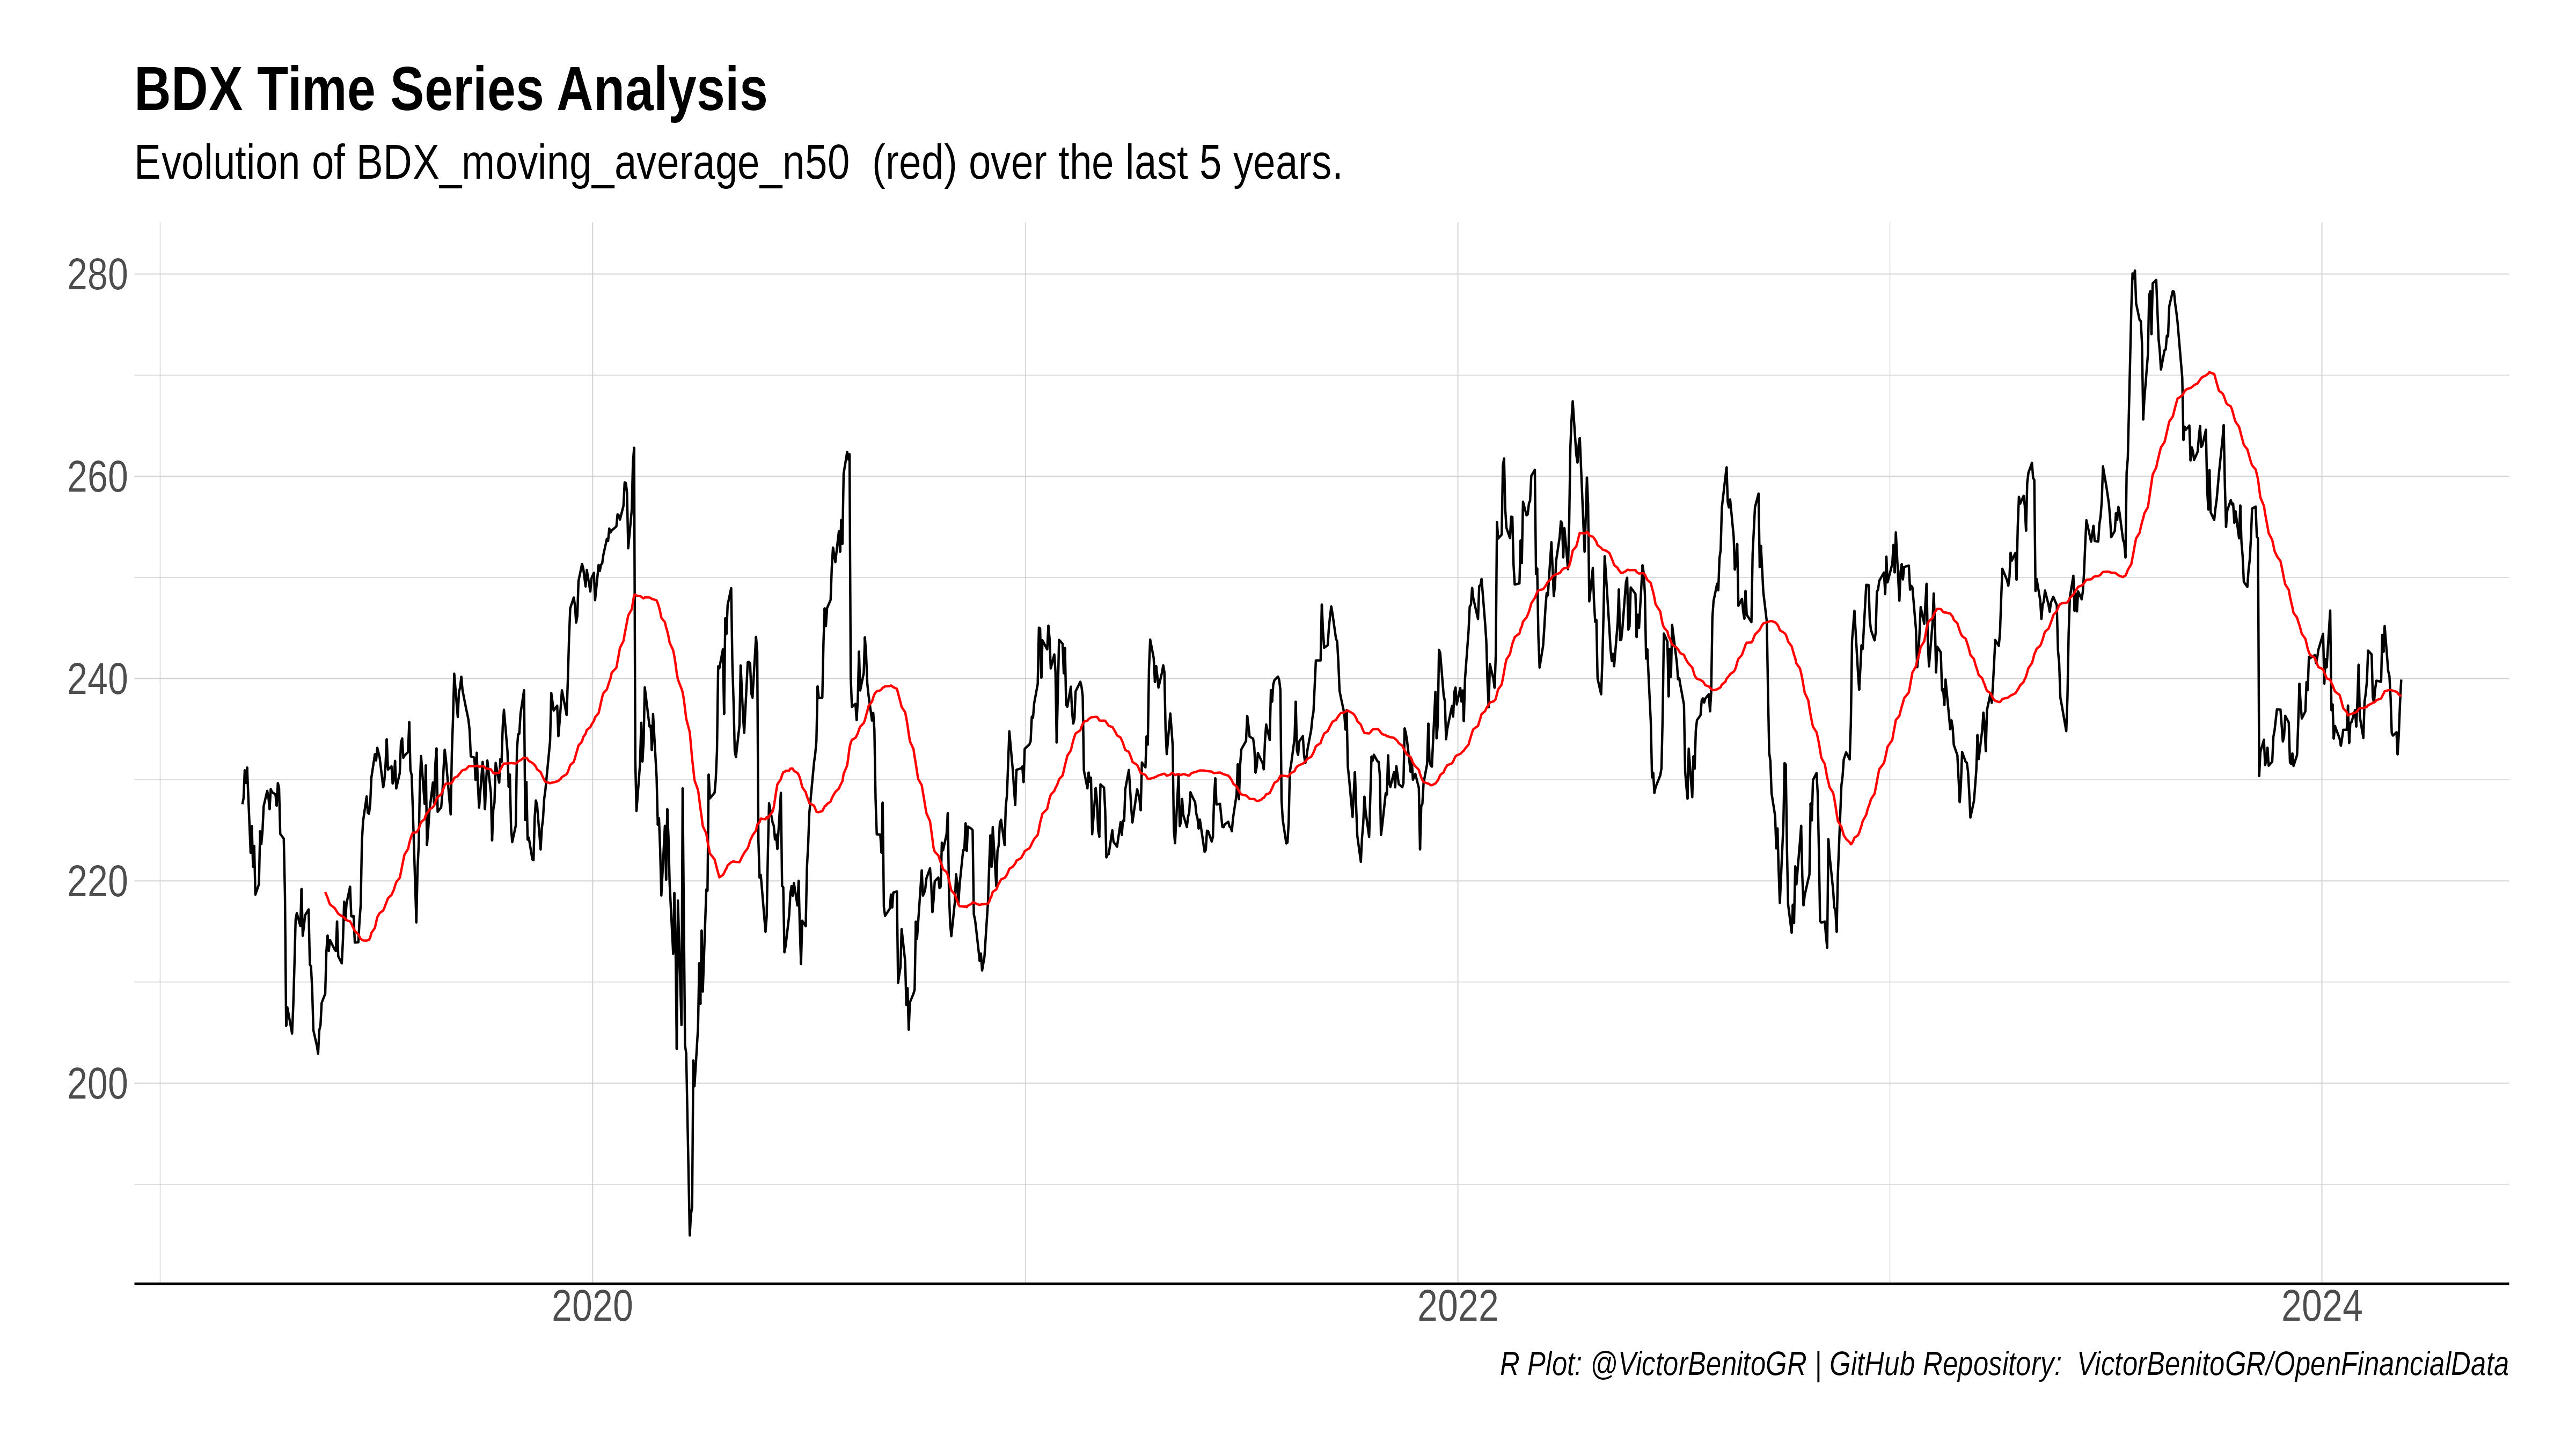 BDX Time Series Analysis
Evolution of BDX_moving_average_n50  (red) over the last 5 years.
280
260
240
220
200
2020 2022 2024
R Plot: @VictorBenitoGR | GitHub Repository:  VictorBenitoGR/OpenFinancialData